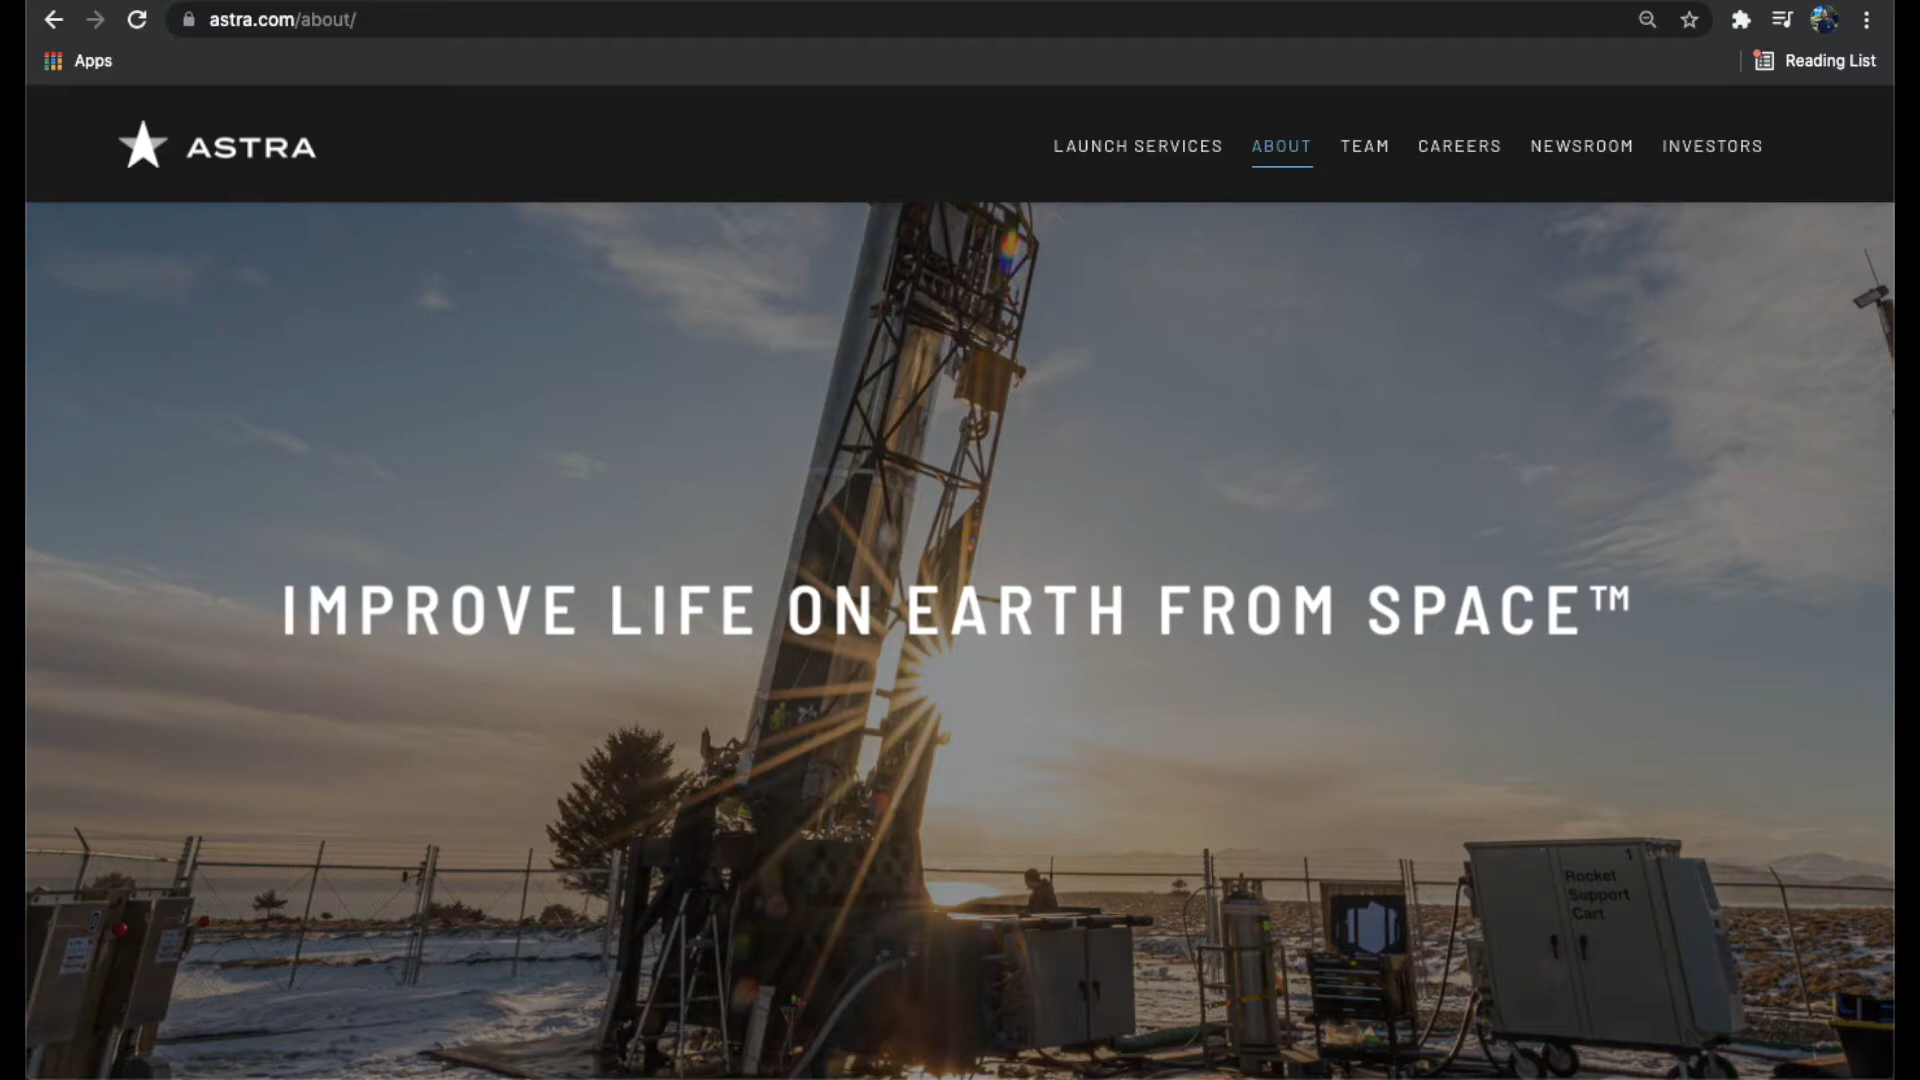 astra.com/about/
Apps
Reading List
ASTRA
LAUNCH SERVICES
ABOUT
TEAM
CAREERS
NEWSROOM
INVESTORS
IMPROVE LIFE ON EARTH FROM SPACE™
1
Rocket
Support
Cart